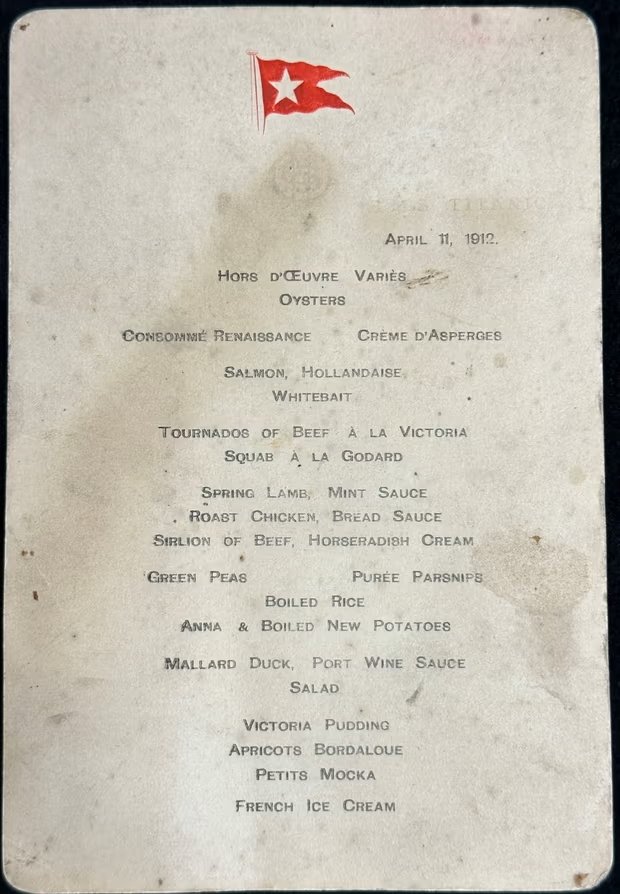 R.M.S. TITANIC
APRIL 11, 1912.
HORS D'ŒUVRE VARIÈS
OYSTERS
CONSOMMÉ RENAISSANCE CRÈME D'ASPERGES
SALMON, HOLLANDAISE
WHITEBAIT
TOURNADOS OF BEEF À LA VICTORIA
SQUAB À LA GODARD
SPRING LAMB, MINT SAUCE
ROAST CHICKEN, BREAD SAUCE
SIRLION OF BEEF, HORSERADISH CREAM
GREEN PEAS PURÉE PARSNIPS
BOILED RICE
ANNA & BOILED NEW POTATOES
MALLARD DUCK, PORT WINE SAUCE
SALAD
VICTORIA PUDDING
APRICOTS BORDALOUE
PETITS MOCKA
FRENCH ICE CREAM